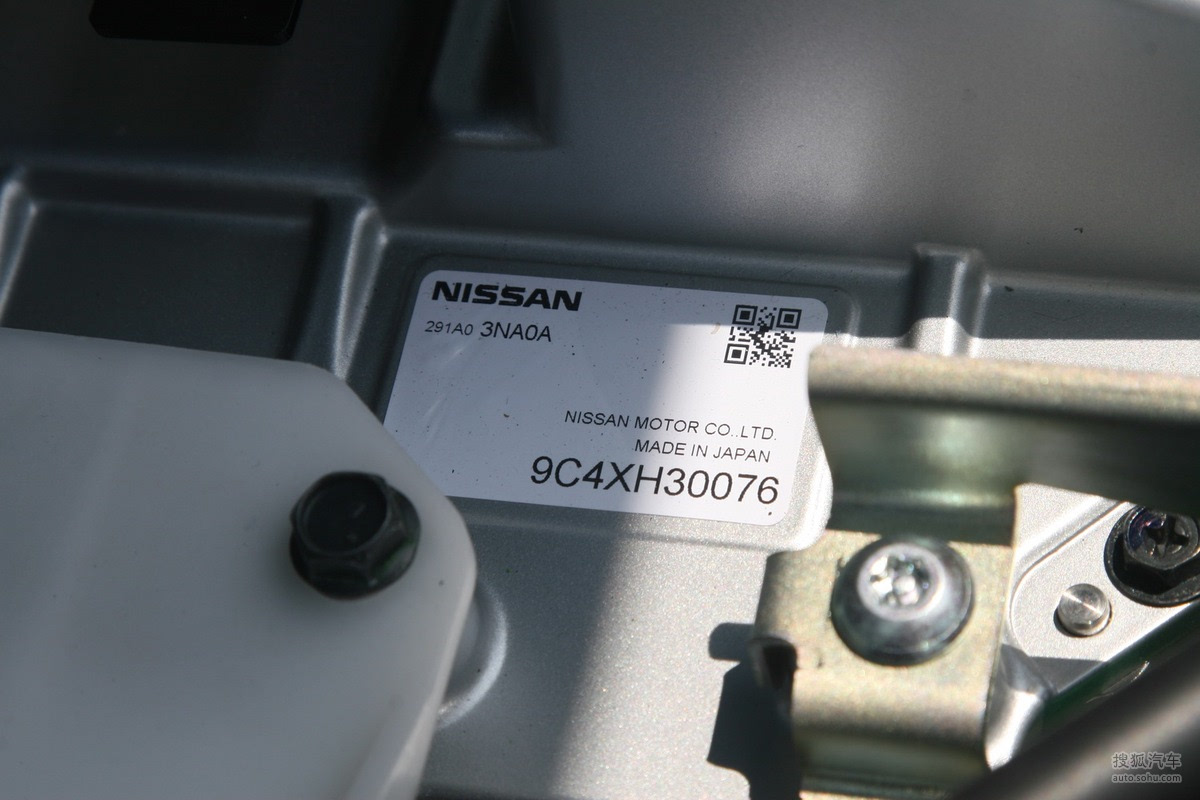 NISSAN
291A0 3NA0A
NISSAN MOTOR CO.,LTD.
MADE IN JAPAN
9C4XH30076
搜狐汽车
auto.sohu.com